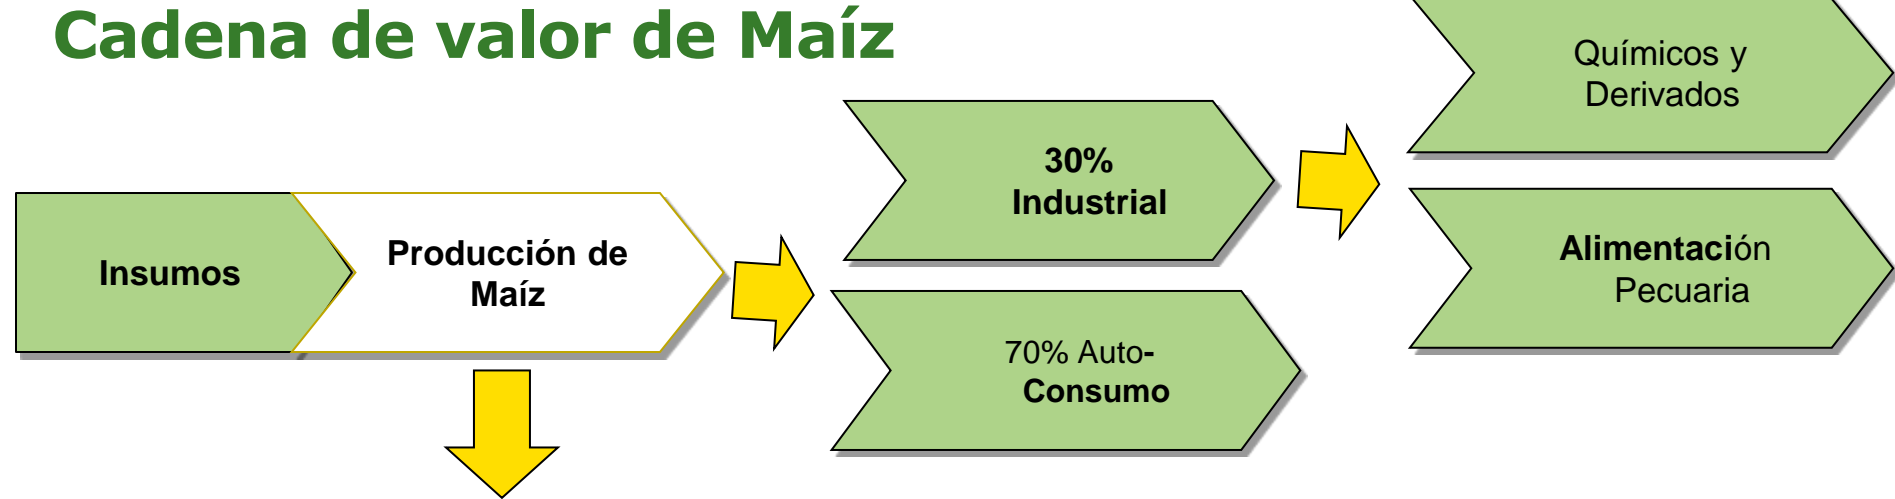 Cadena de valor de Maíz
Insumos
Producción de
Maíz
30%
Industrial
70% Auto-
Consumo
Químicos y
Derivados
Alimentación
Pecuaria